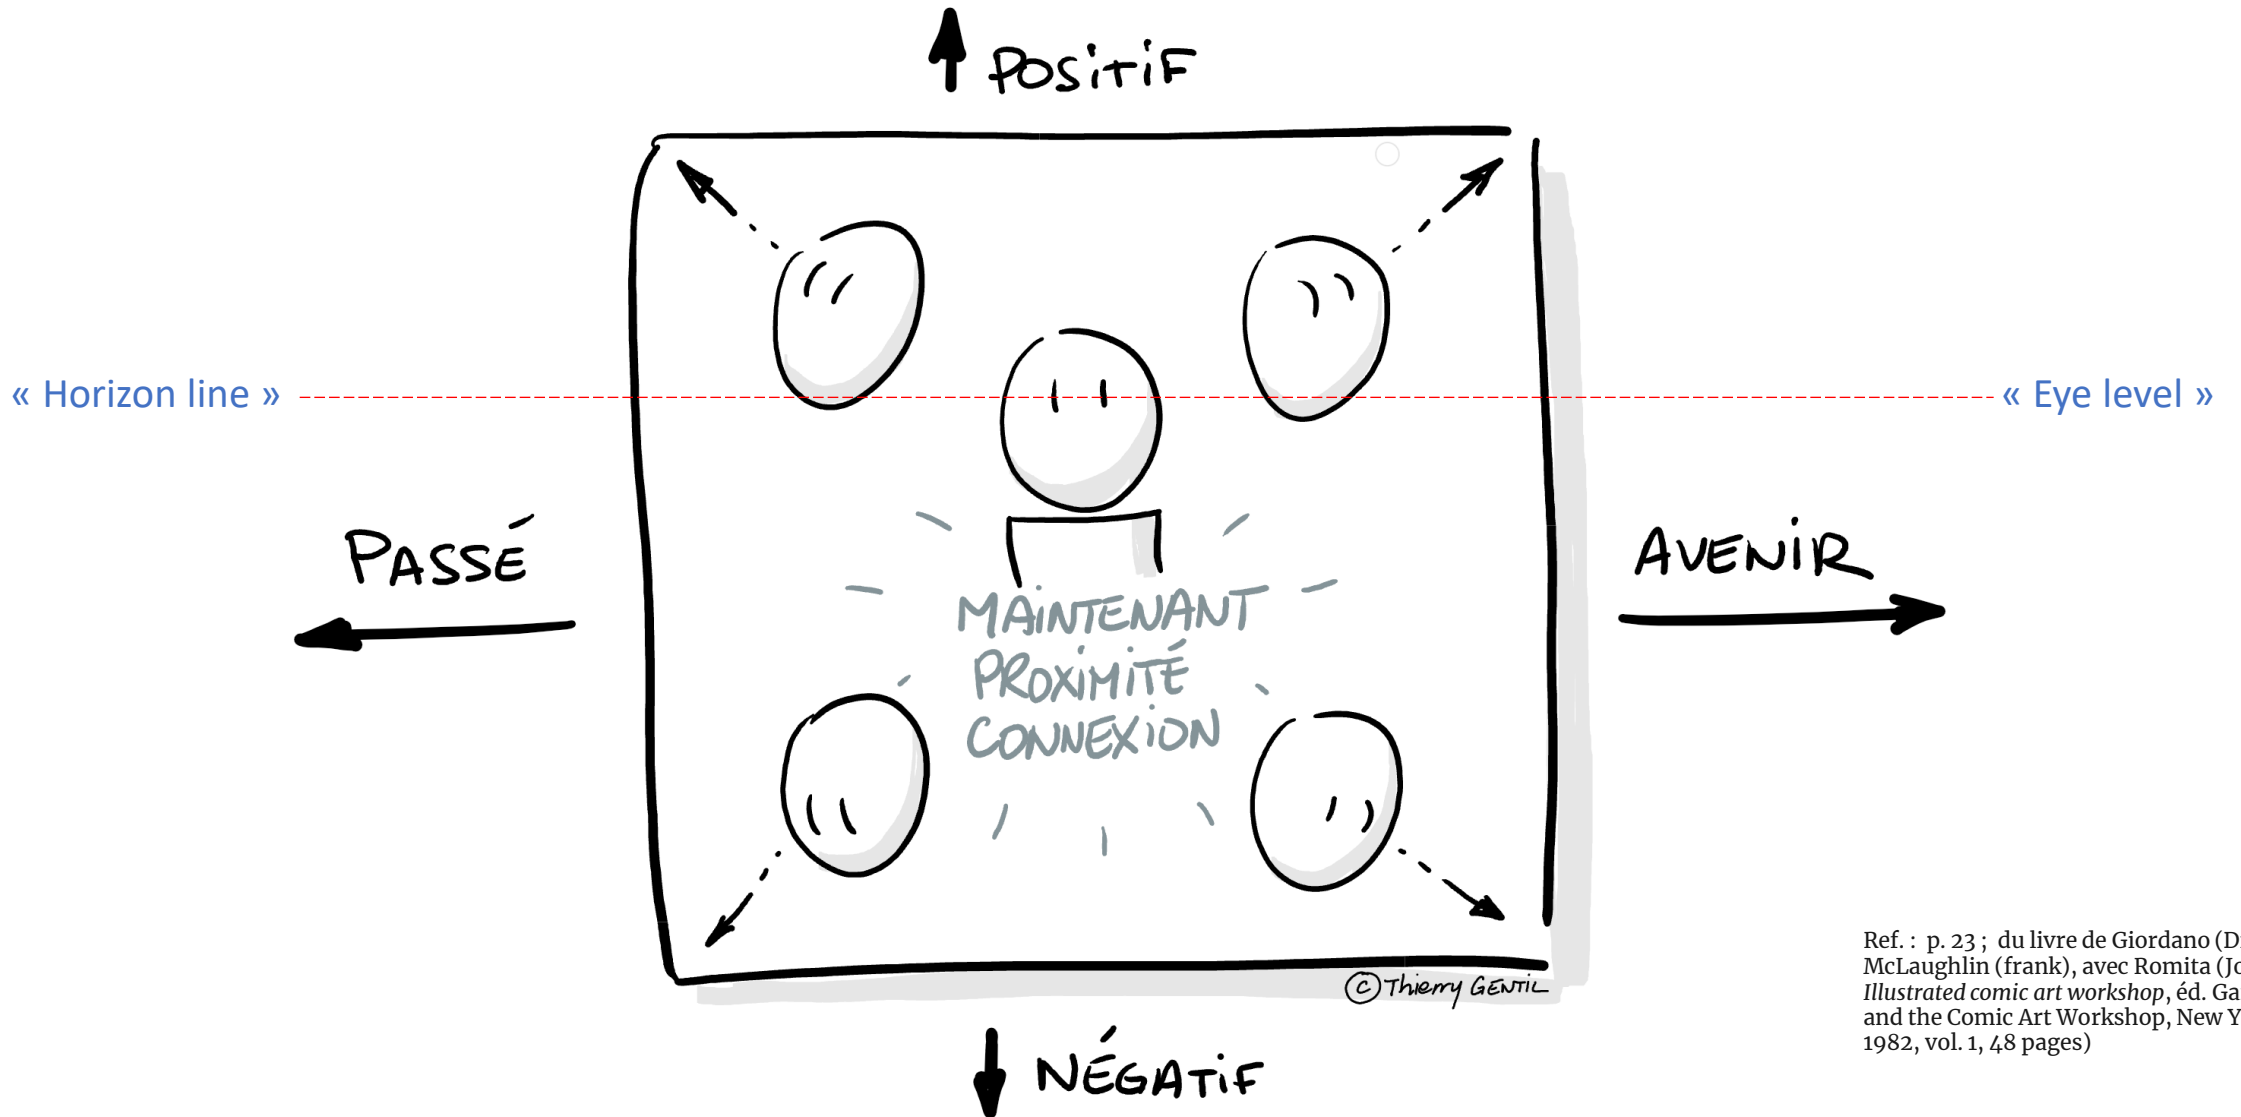 POSITIF
« Horizon line »
« Eye level »
PASSÉ
AVENIR
MAINTENANT
PROXIMITÉ
CONNEXION
© Thierry GENTIL
NÉGATIF
Ref. : p. 23 ; du livre de Giordano
McLaughlin (frank), avec Romita
Illustrated comic art workshop, éd.
and the Comic Art Workshop, New
1982, vol. 1, 48 pages)